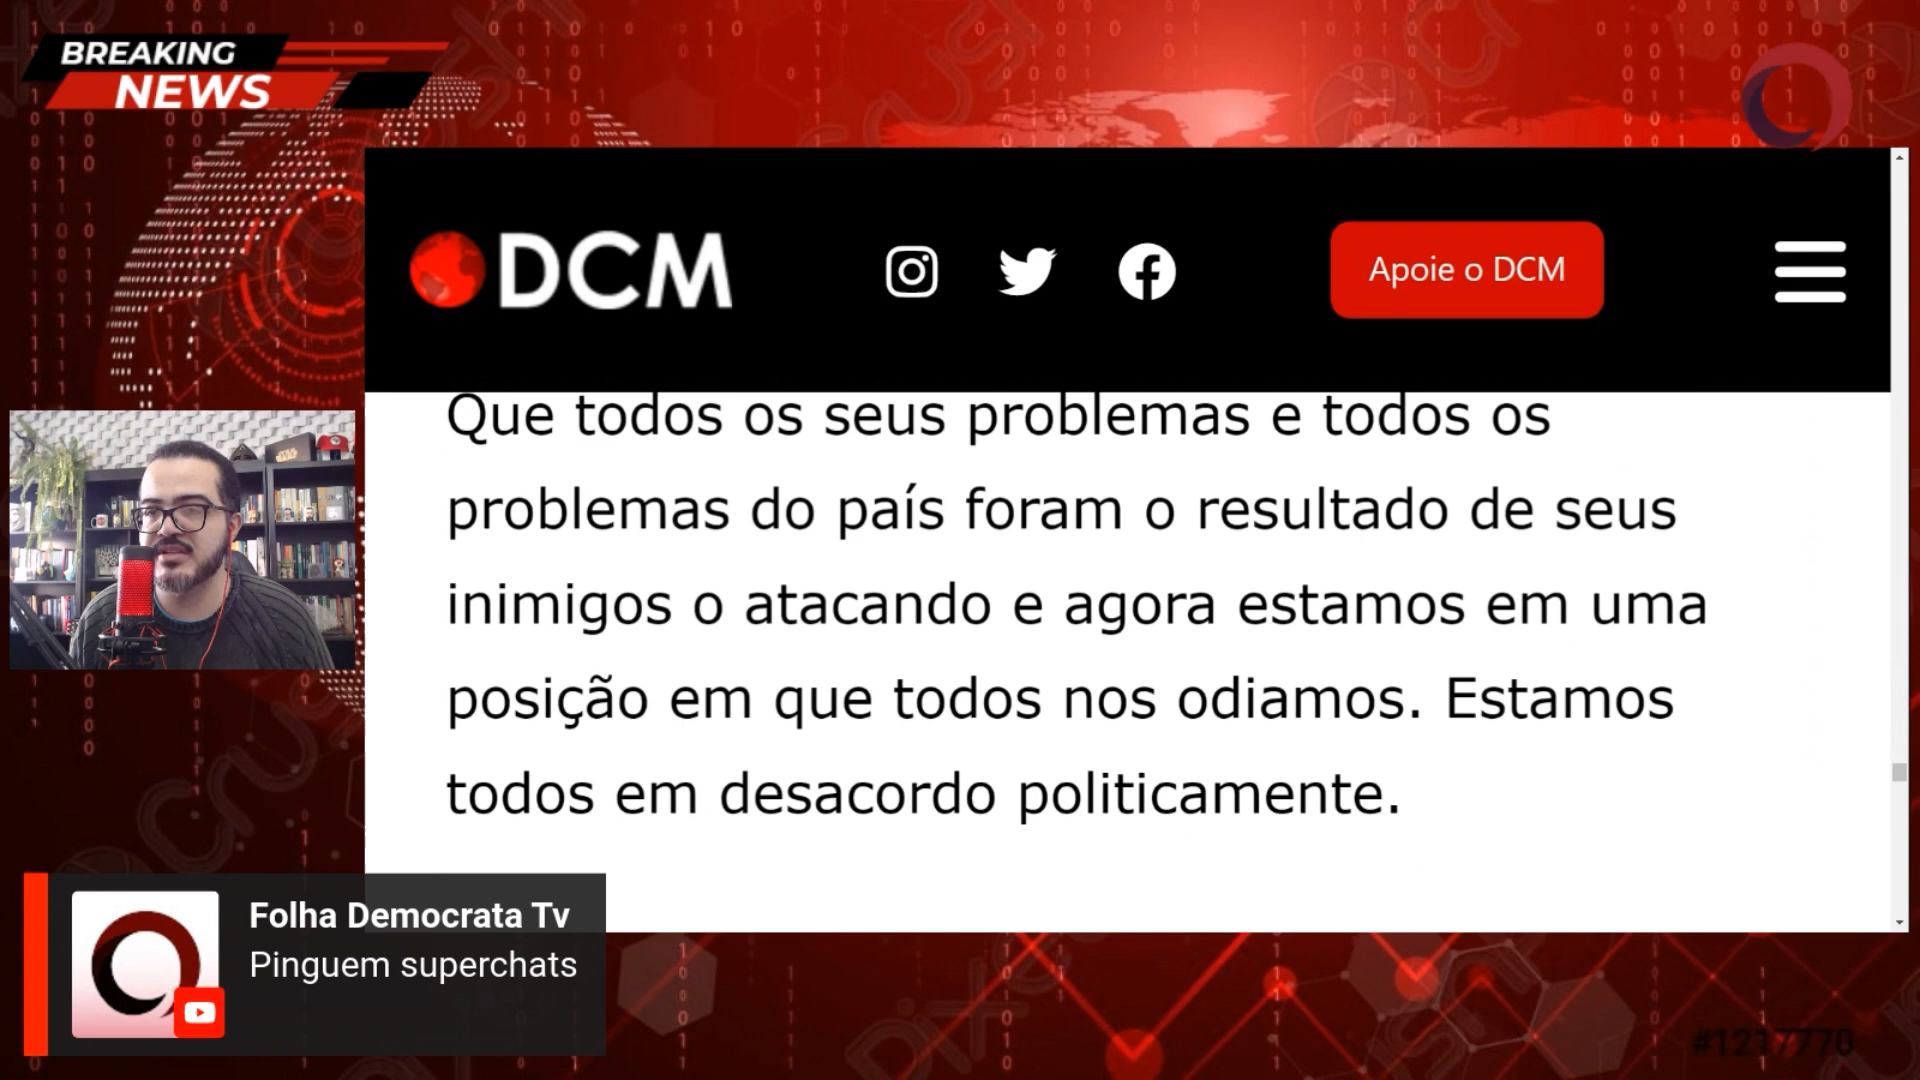 BREAKING
NEWS
DCM
Apoie o DCM
Que todos os seus problemas e todos os
problemas do país foram o resultado de seus
inimigos o atacando e agora estamos em uma
posição em que todos nos odiamos. Estamos
todos em desacordo politicamente.
Folha Democrata Tv
Pinguem superchats
#1217770